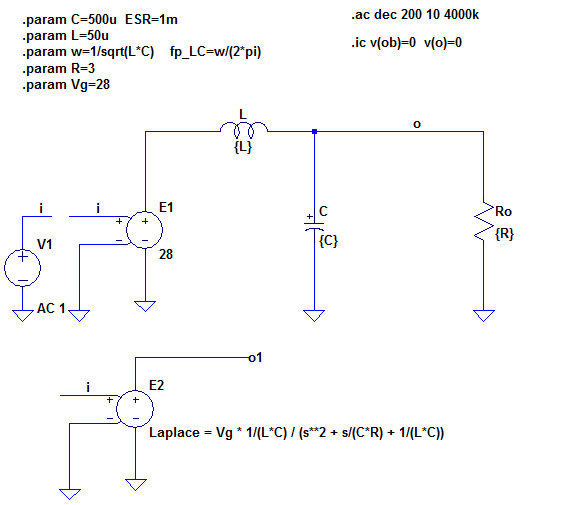 .param C=500u ESR=1m
.param L=50u
.param w=1/sqrt(L*C) fp_LC=w/(2*pi)
.param R=3
.param Vg=28
.ac dec 200 10 4000k
.ic v(ob)=0 v(o)=0
L
{L}
o
i
i
E1
28
V1
AC 1
C
{C}
Ro
{R}
o1
i
E2
Laplace = Vg * 1/(L*C) / (s**2 + s/(C*R) + 1/(L*C))